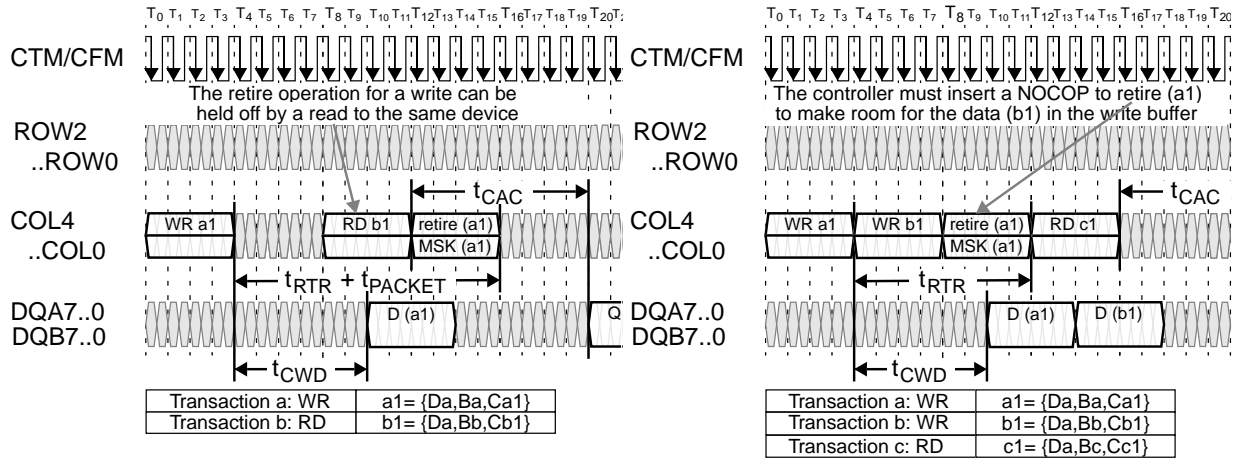 T0 T1 T2 T3 T4 T5 T6 T7 T8 T9 T10 T11 T12 T13 T14 T15 T16 T17 T18 T19 T20
CTM/CFM
The retire operation for a write can be
held off by a read to the same device
ROW2
..ROW0
tCAC
COL4
..COL0
WR a1 RD b1 retire (a1)
MSK (a1)
tRTR + tPACKET
DQA7..0
DQB7..0
D (a1) Q
tCWD
Transaction a: WR a1= {Da,Ba,Ca1}
Transaction b: RD b1= {Da,Bb,Cb1}
T0 T1 T2 T3 T4 T5 T6 T7 T8 T9 T10 T11 T12 T13 T14 T15 T16 T17 T18 T19 T20
CTM/CFM
The controller must insert a NOCOP to retire (a1)
to make room for the data (b1) in the write buffer
ROW2
..ROW0
tCAC
COL4
..COL0
WR a1 WR b1 retire (a1) RD c1
MSK (a1)
tRTR
DQA7..0
DQB7..0
D (a1) D (b1)
tCWD
Transaction a: WR a1= {Da,Ba,Ca1}
Transaction b: WR b1= {Da,Bb,Cb1}
Transaction c: RD c1= {Da,Bc,Cc1}